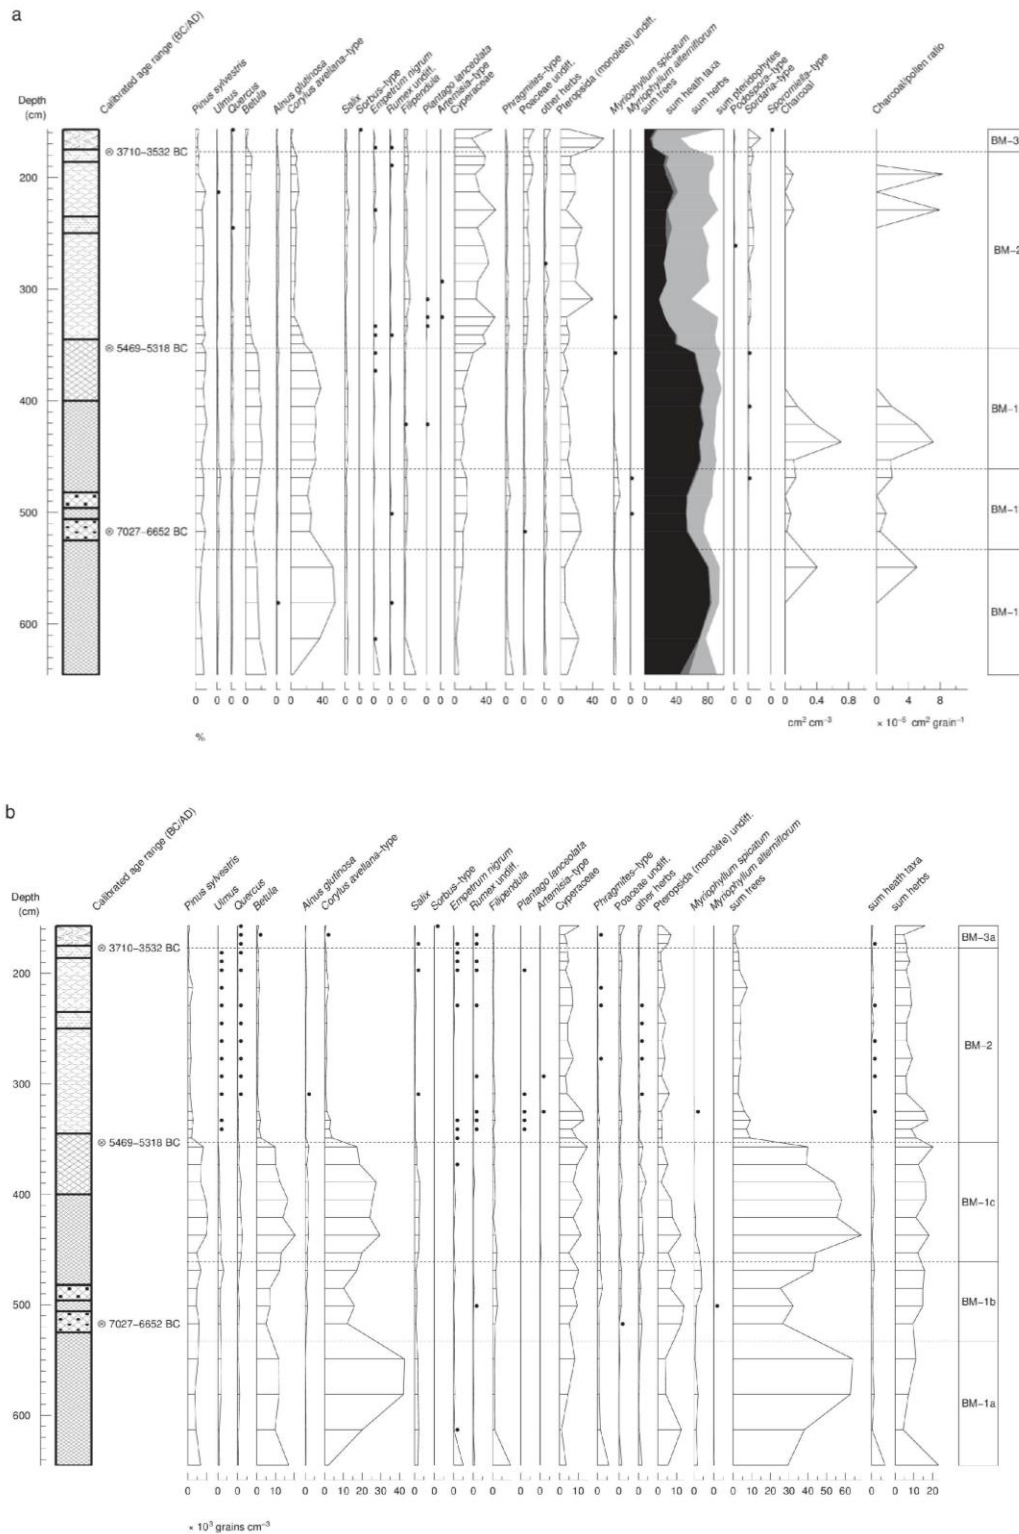 a
Depth
(cm)
Calibrated age range (BC/AD)
Pinus sylvestris
Ulmus
Quercus
Betula
Alnus glutinosa
Corylus avellana-type
Salix
Sorbus-type
Empetrum nigrum
Rumex undiff.
Filipendula
Plantago lanceolata
Artemisia-type
Cyperaceae
Phragmites-type
Poaceae undiff.
other herbs
Pteropsida (monolete) undiff.
Myriophyllum spicatum
Myriophyllum alterniflorum
sum trees
sum heath taxa
sum herbs
sum pteridophytes
Podospora-type
Sordaria-type
Sporormiella-type
Charcoal
Charcoal/pollen ratio
⊗ 3710–3532 BC
BM–3
200
BM–2
300
⊗ 5469–5318 BC
400
BM–1
500
BM–1
⊗ 7027–6652 BC
600
BM–1
0 0 0 0 0 0 40 0 0 0 0 0 0 0 0 40 0 0 0 0 40 0 0 0 40 80 0 0 0 0 0.4 0.8 0 4 8
cm² cm⁻³
× 10⁻⁵ cm² grain⁻¹
%
b
Depth
(cm)
Calibrated age range (BC/AD)
Pinus sylvestris
Ulmus
Quercus
Betula
Alnus glutinosa
Corylus avellana-type
Salix
Sorbus-type
Empetrum nigrum
Rumex undiff.
Filipendula
Plantago lanceolata
Artemisia-type
Cyperaceae
Phragmites-type
Poaceae undiff.
other herbs
Pteropsida (monolete) undiff.
Myriophyllum spicatum
Myriophyllum alterniflorum
sum trees
sum heath taxa
sum herbs
BM–3a
⊗ 3710–3532 BC
200
BM–2
300
⊗ 5469–5318 BC
400
BM–1c
500
BM–1b
⊗ 7027–6652 BC
600
BM–1a
0 0 0 0 10 0 0 10 20 30 40 0 0 0 0 0 0 0 0 10 0 0 0 0 10 0 0 0 10 20 30 40 50 60 0 0 10 20
× 10³ grains cm⁻³